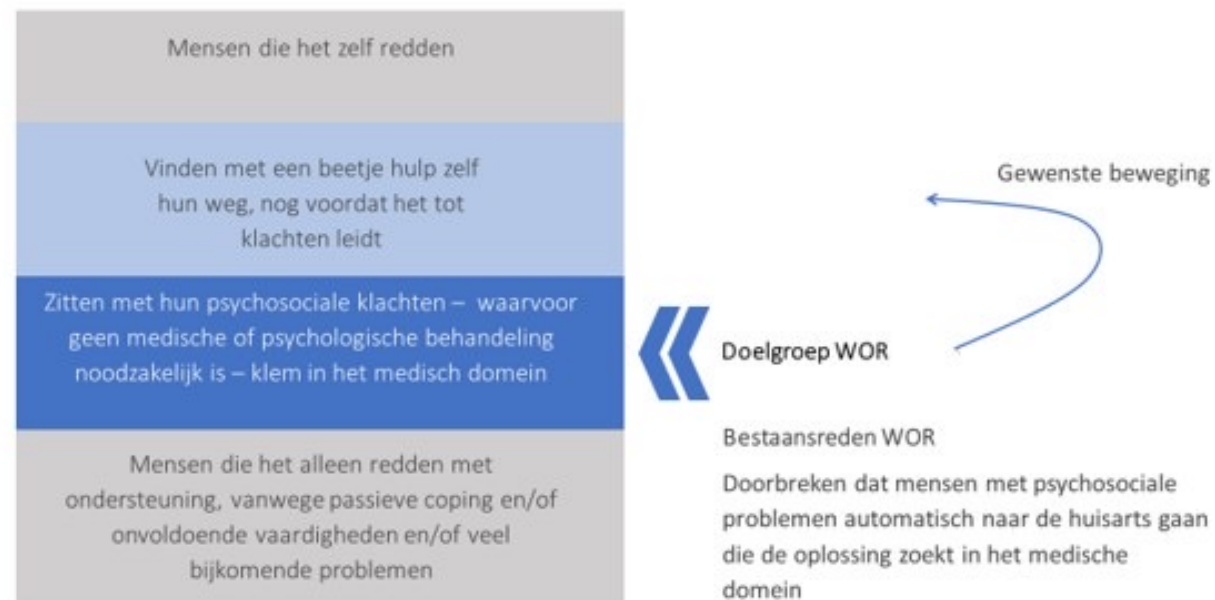 Mensen die het zelf redden
Vinden met een beetje hulp zelf
hun weg, nog voordat het tot
klachten leidt
Zitten met hun psychosociale klachten – waarvoor
geen medische of psychologische behandeling
noodzakelijk is – klem in het medisch domein
Mensen die het alleen redden met
ondersteuning, vanwege passieve coping en/of
onvoldoende vaardigheden en/of veel
bijkomende problemen
Gewenste beweging
Doelgroep WOR
Bestaansreden WOR
Doorbreken dat mensen met psychosociale
problemen automatisch naar de huisarts gaan
die de oplossing zoekt in het medische
domein